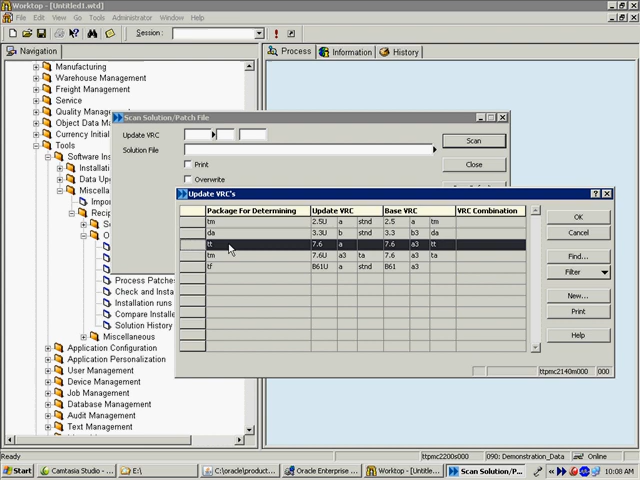 Worktop - [Untitled1.wtd]
File Edit View Go Tools Administrator Window Help
Session:
Navigation
Process Information History
Manufacturing
Warehouse Management
Freight Management
Service
Quality Manageme
Object Data Ma
Currency Initial
Tools
Software Ins
Installati
Data Upg
Miscella
Impor
Recip
O
Process Patches
Check and Insta
Installation runs
Compare Installe
Solution History
Miscellaneous
Application Configuration
Application Personalization
User Management
Device Management
Job Management
Database Management
Audit Management
Text Management
Scan Solution/Patch File
Update VRC
Scan
Solution File
Print
Close
Overwrite
Update VRC's
Package For Determining Update VRC Base VRC VRC Combination
tm 2.5U a stnd 2.5 a tm
da 3.3U b stnd 3.3 b3 da
tt 7.6 a 7.6 a3 tt
tm 7.6U a3 ta 7.6 a3 ta
tf B61U a stnd B61 a3
OK
Cancel
Find...
Filter
New...
Print
Help
ttpmc2140m000 000
Ready ttpmc2200s000 090: Demonstration_Data Online
Start Camtasia Studio - ... E:\ C:\oracle\product... Oracle Enterprise ... Worktop - [Untitle... Scan Solution/P... 10:08 AM